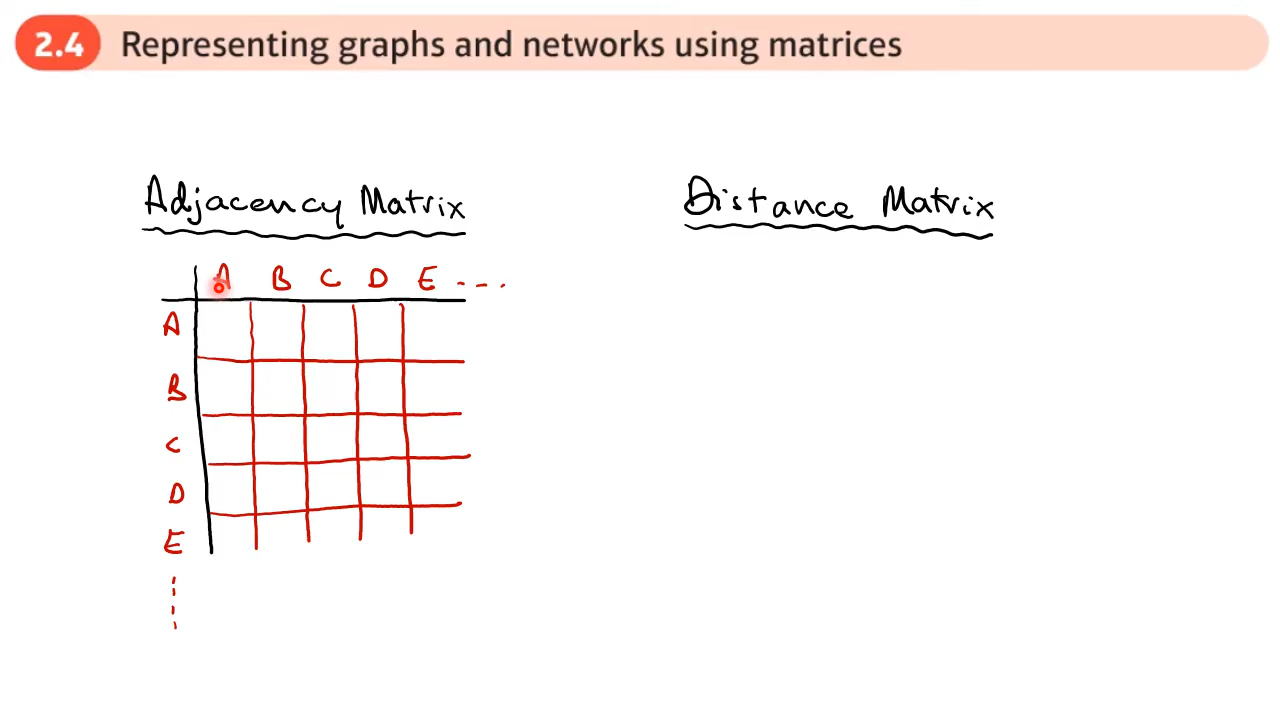 2.4 Representing graphs and networks using matrices
Adjacency Matrix
Distance Matrix
A B C D E ....
A
B
C
D
E